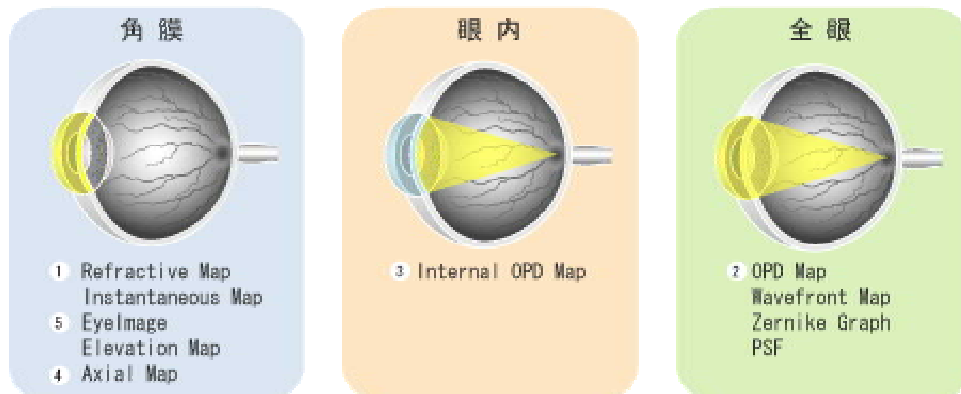 角膜
① Refractive Map
Instantaneous Map
⑤ EyeImage
Elevation Map
④ Axial Map
眼内
③ Internal OPD Map
全眼
② OPD Map
Wavefront Map
Zernike Graph
PSF